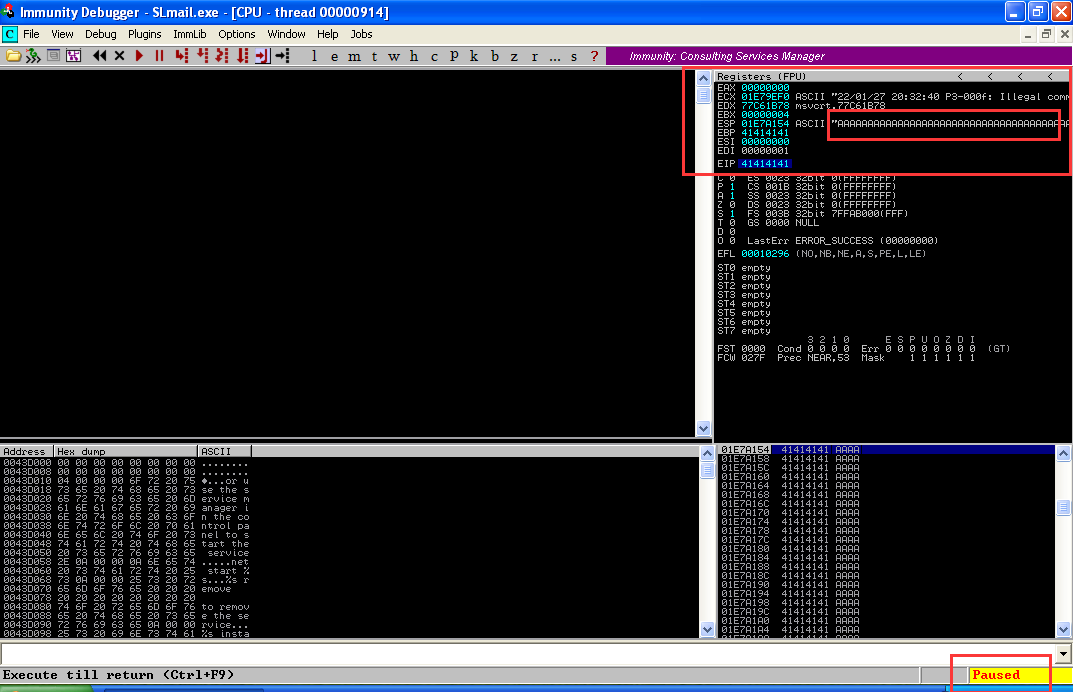 Immunity Debugger - SLmail.exe - [CPU - thread 00000914]
C File View Debug Plugins ImmLib Options Window Help Jobs
l e m t w h c P k b z r ... s ? Immunity: Consulting Services Manager
Registers (FPU) < < < <
EAX 00000000
ECX 01E79EF0 ASCII "22/01/27 20:32:40 P3-000f: Illegal comm
EDX 77C61B78 msvcrt.77C61B78
EBX 00000004
ESP 01E7A154 ASCII "AAAAAAAAAAAAAAAAAAAAAAAAAAAAAAAAAAAAAA
EBP 41414141
ESI 00000000
EDI 00000001
EIP 41414141
C 0 ES 0023 32bit 0(FFFFFFFF)
P 1 CS 001B 32bit 0(FFFFFFFF)
A 1 SS 0023 32bit 0(FFFFFFFF)
Z 0 DS 0023 32bit 0(FFFFFFFF)
S 1 FS 003B 32bit 7FFAB000(FFF)
T 0 GS 0000 NULL
D 0
O 0 LastErr ERROR_SUCCESS (00000000)
EFL 00010296 (NO,NB,NE,A,S,PE,L,LE)
ST0 empty
ST1 empty
ST2 empty
ST3 empty
ST4 empty
ST5 empty
ST6 empty
ST7 empty
3 2 1 0 E S P U O Z D I
FST 0000 Cond 0 0 0 0 Err 0 0 0 0 0 0 0 0 (GT)
FCW 027F Prec NEAR,53 Mask 1 1 1 1 1 1
Address Hex dump ASCII
0043D000 00 00 00 00 00 00 00 00 ........
0043D008 00 00 00 00 00 00 00 00 ........
0043D010 04 00 00 00 6F 72 20 75 ♦...or u
0043D018 73 65 20 74 68 65 20 73 se the s
0043D020 65 72 76 69 63 65 20 6D ervice m
0043D028 61 6E 61 67 65 72 20 69 anager i
0043D030 6E 20 74 68 65 20 63 6F n the co
0043D038 6E 74 72 6F 6C 20 70 61 ntrol pa
0043D040 6E 65 6C 20 74 6F 20 73 nel to s
0043D048 74 61 72 74 20 74 68 65 tart the
0043D050 20 73 65 72 76 69 63 65 service
0043D058 2E 0A 00 00 0A 6E 65 74 .....net
0043D060 20 73 74 61 72 74 20 25 start %
0043D068 73 0A 00 00 25 73 20 72 s...%s r
0043D070 65 6D 6F 76 65 20 20 20 emove
0043D078 20 20 20 20 20 20 20 20
0043D080 74 6F 20 72 65 6D 6F 76 to remov
0043D088 65 20 74 68 65 20 73 65 e the se
0043D090 72 76 69 63 65 0A 00 00 rvice...
0043D098 25 73 20 69 6E 73 74 61 %s insta
01E7A154 41414141 AAAA
01E7A158 41414141 AAAA
01E7A15C 41414141 AAAA
01E7A160 41414141 AAAA
01E7A164 41414141 AAAA
01E7A168 41414141 AAAA
01E7A16C 41414141 AAAA
01E7A170 41414141 AAAA
01E7A174 41414141 AAAA
01E7A178 41414141 AAAA
01E7A17C 41414141 AAAA
01E7A180 41414141 AAAA
01E7A184 41414141 AAAA
01E7A188 41414141 AAAA
01E7A18C 41414141 AAAA
01E7A190 41414141 AAAA
01E7A194 41414141 AAAA
01E7A198 41414141 AAAA
01E7A19C 41414141 AAAA
01E7A1A0 41414141 AAAA
01E7A1A4 41414141 AAAA
Execute till return (Ctrl+F9)
Paused